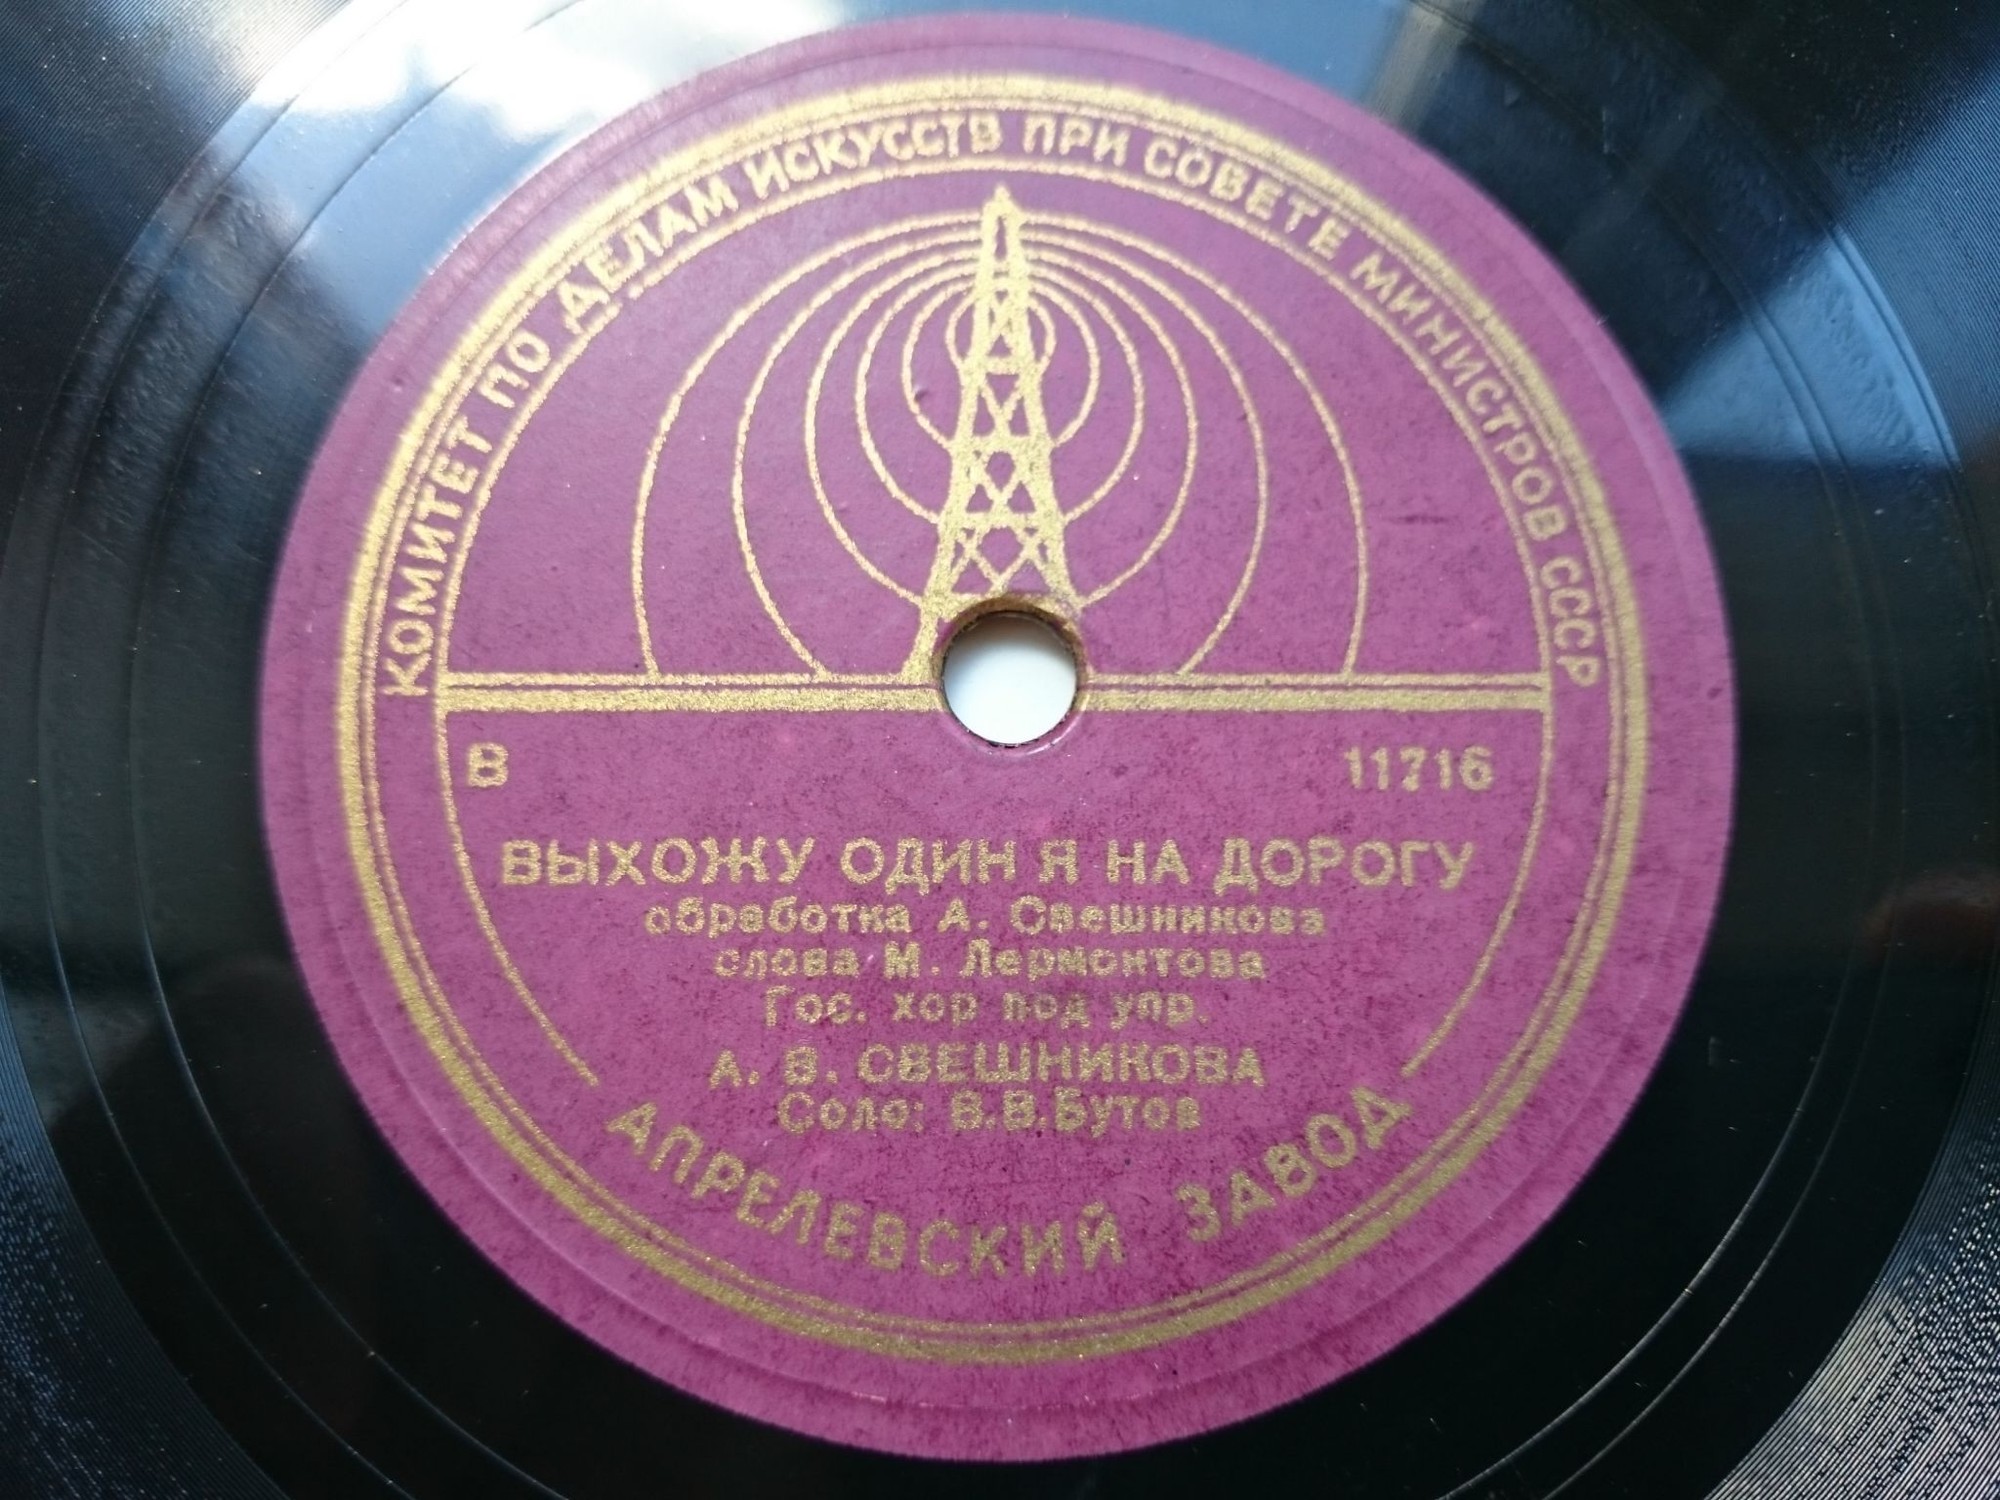 КОМИТЕТ ПО ДЕЛАМ ИСКУССТВ ПРИ СОВЕТЕ МИНИСТРОВ СССР
В 11716
ВЫХОЖУ ОДИН Я НА ДОРОГУ
обработка А. Свешникова
слова М. Лермонтова
Гос. хор под упр.
А. В. СВЕШНИКОВА
Соло: В.В.Бутов
АПРЕЛЕВСКИЙ ЗАВОД